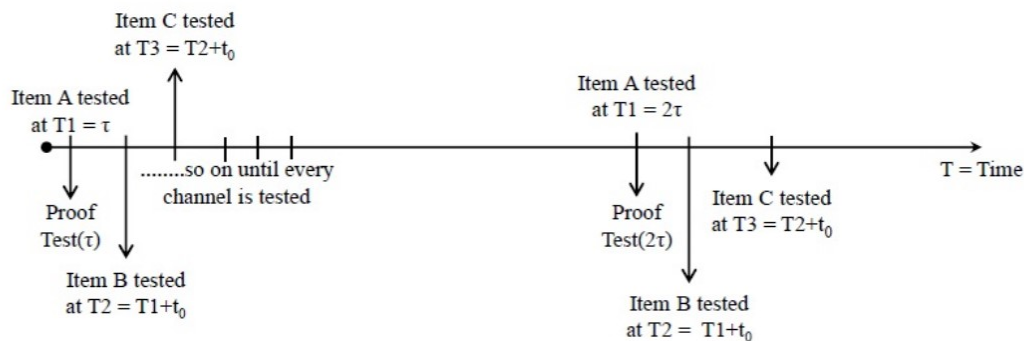 Item C tested
at T3 = T2+t₀
Item A tested
at T1 = τ
........so on until every
channel is tested
Proof
Test(τ)
Item B tested
at T2 = T1+t₀
Item A tested
at T1 = 2τ
T = Time
Proof
Test(2τ)
Item C tested
at T3 = T2+t₀
Item B tested
at T2 = T1+t₀